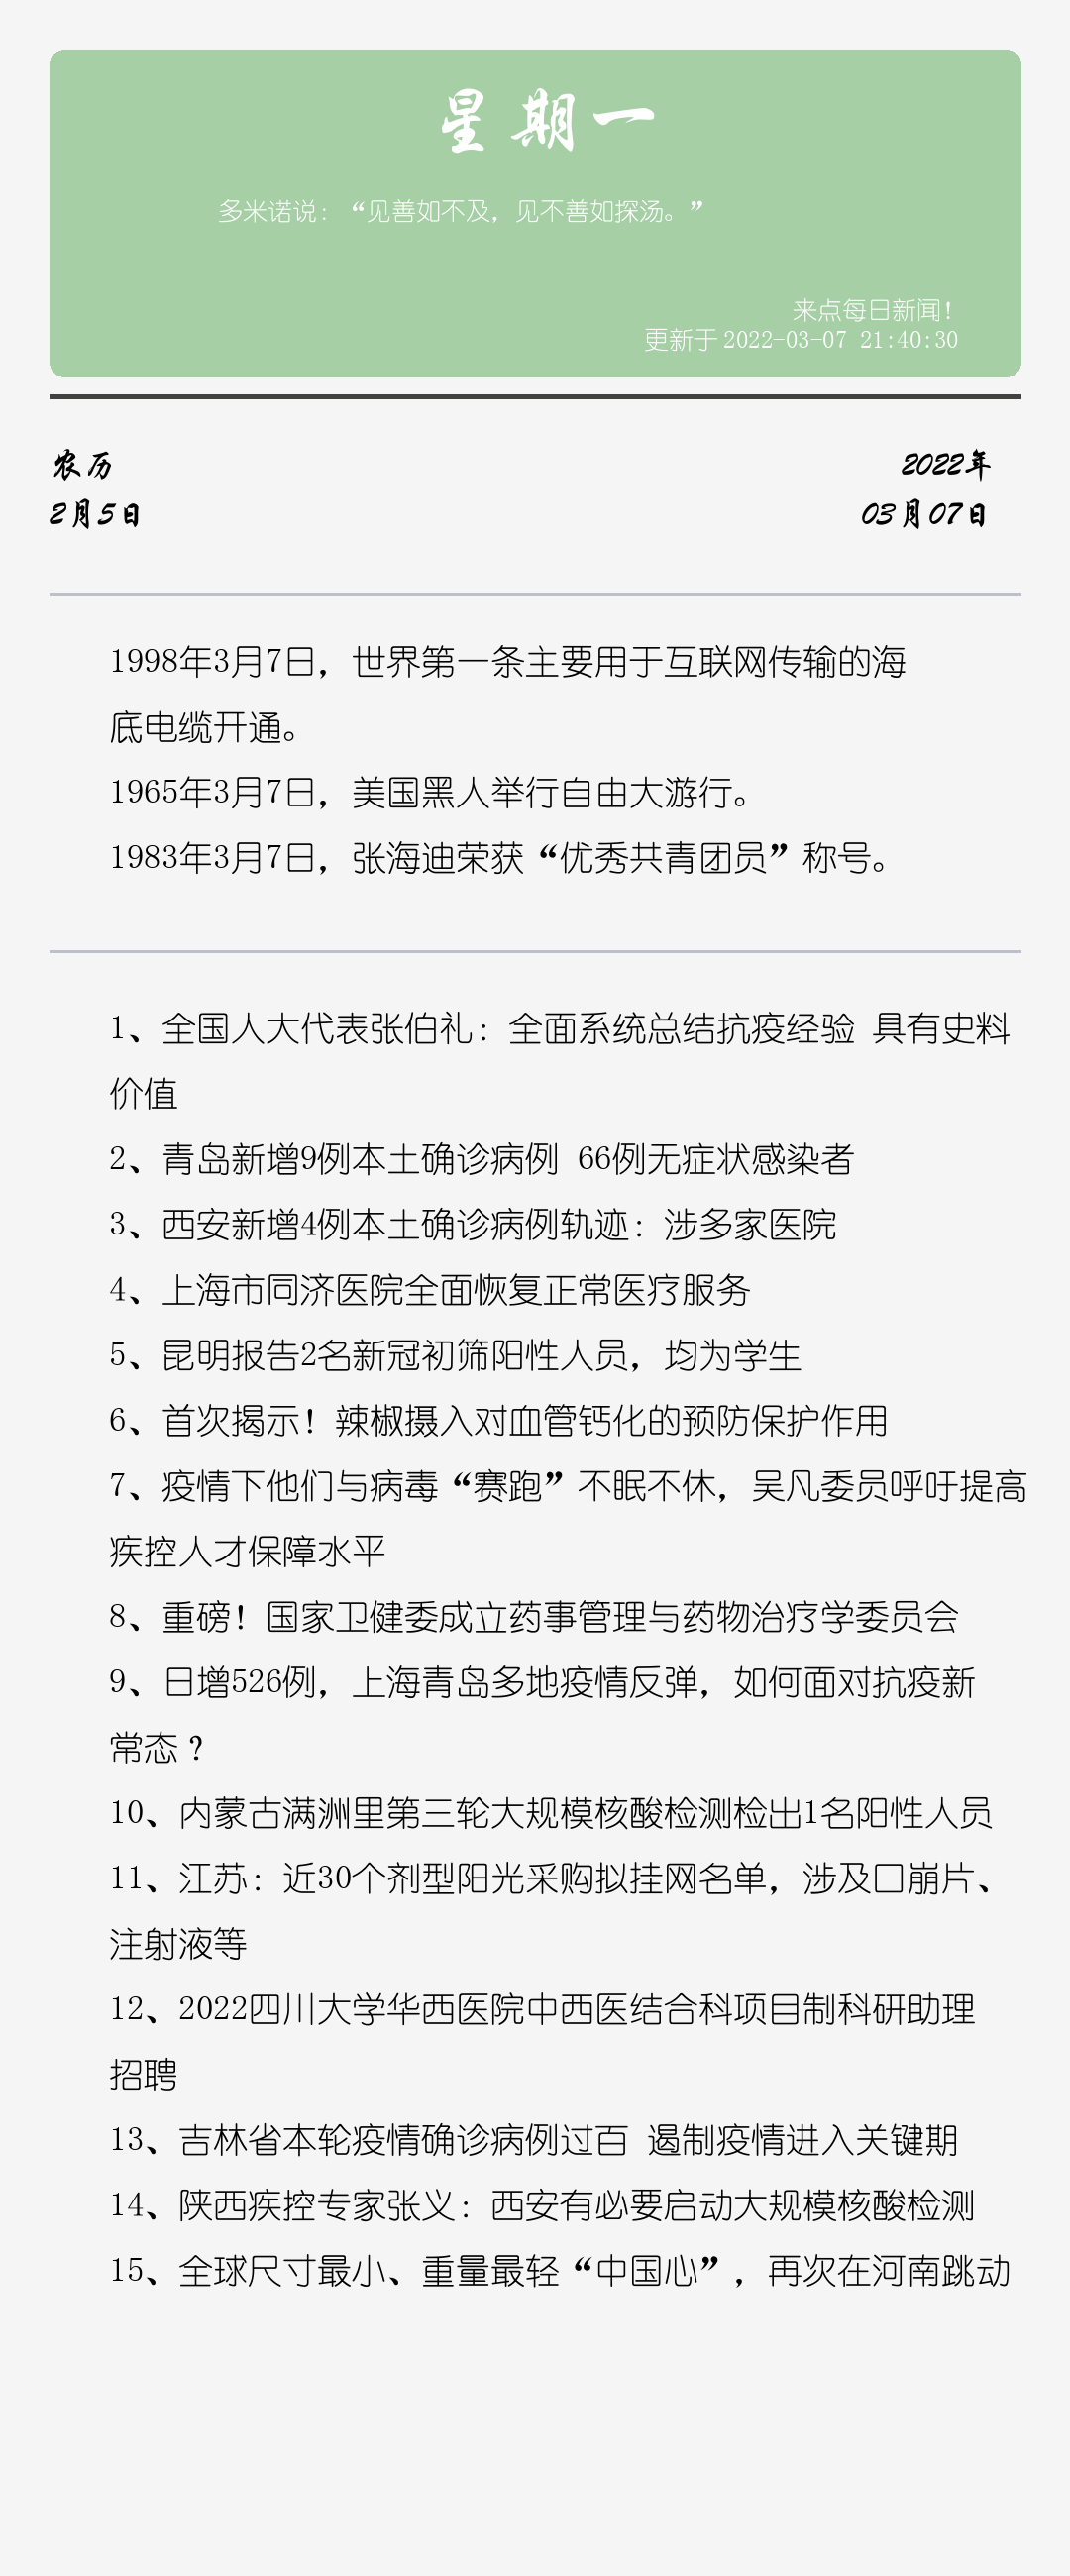 星期一
多米诺说：“见善如不及，见不善如探汤。”
来点每日新闻！
更新于 2022-03-07 21:40:30
农历
2022年
2月5日
03月07日
1998年3月7日，世界第一条主要用于互联网传输的海
底电缆开通。
1965年3月7日，美国黑人举行自由大游行。
1983年3月7日，张海迪荣获“优秀共青团员”称号。
1、全国人大代表张伯礼：全面系统总结抗疫经验 具有史料
价值
2、青岛新增9例本土确诊病例 66例无症状感染者
3、西安新增4例本土确诊病例轨迹：涉多家医院
4、上海市同济医院全面恢复正常医疗服务
5、昆明报告2名新冠初筛阳性人员，均为学生
6、首次揭示！辣椒摄入对血管钙化的预防保护作用
7、疫情下他们与病毒“赛跑”不眠不休，吴凡委员呼吁提高
疾控人才保障水平
8、重磅！国家卫健委成立药事管理与药物治疗学委员会
9、日增526例，上海青岛多地疫情反弹，如何面对抗疫新
常态？
10、内蒙古满洲里第三轮大规模核酸检测检出1名阳性人员
11、江苏：近30个剂型阳光采购拟挂网名单，涉及口崩片、
注射液等
12、2022四川大学华西医院中西医结合科项目制科研助理
招聘
13、吉林省本轮疫情确诊病例过百 遏制疫情进入关键期
14、陕西疾控专家张义：西安有必要启动大规模核酸检测
15、全球尺寸最小、重量最轻“中国心”，再次在河南跳动